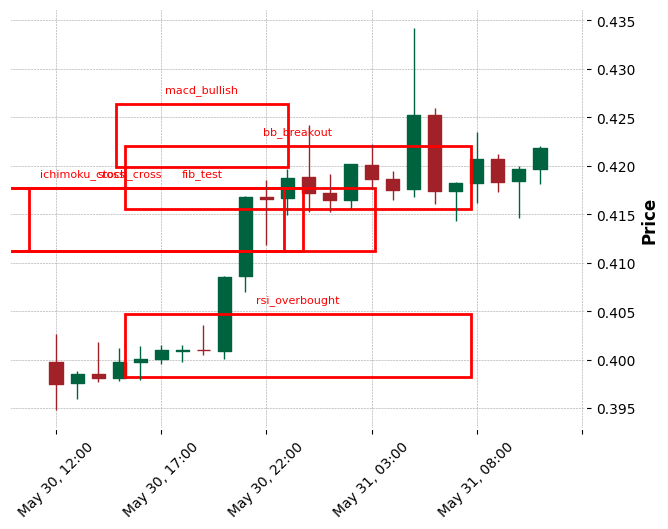 0.435
0.430
macd_bullish
0.425
bb_breakout
0.420
ichimoku_cross
stoch_cross
fib_test
0.415
Price
0.410
rsi_overbought
0.405
0.400
0.395
May 30, 12:00
May 30, 17:00
May 30, 22:00
May 31, 03:00
May 31, 08:00